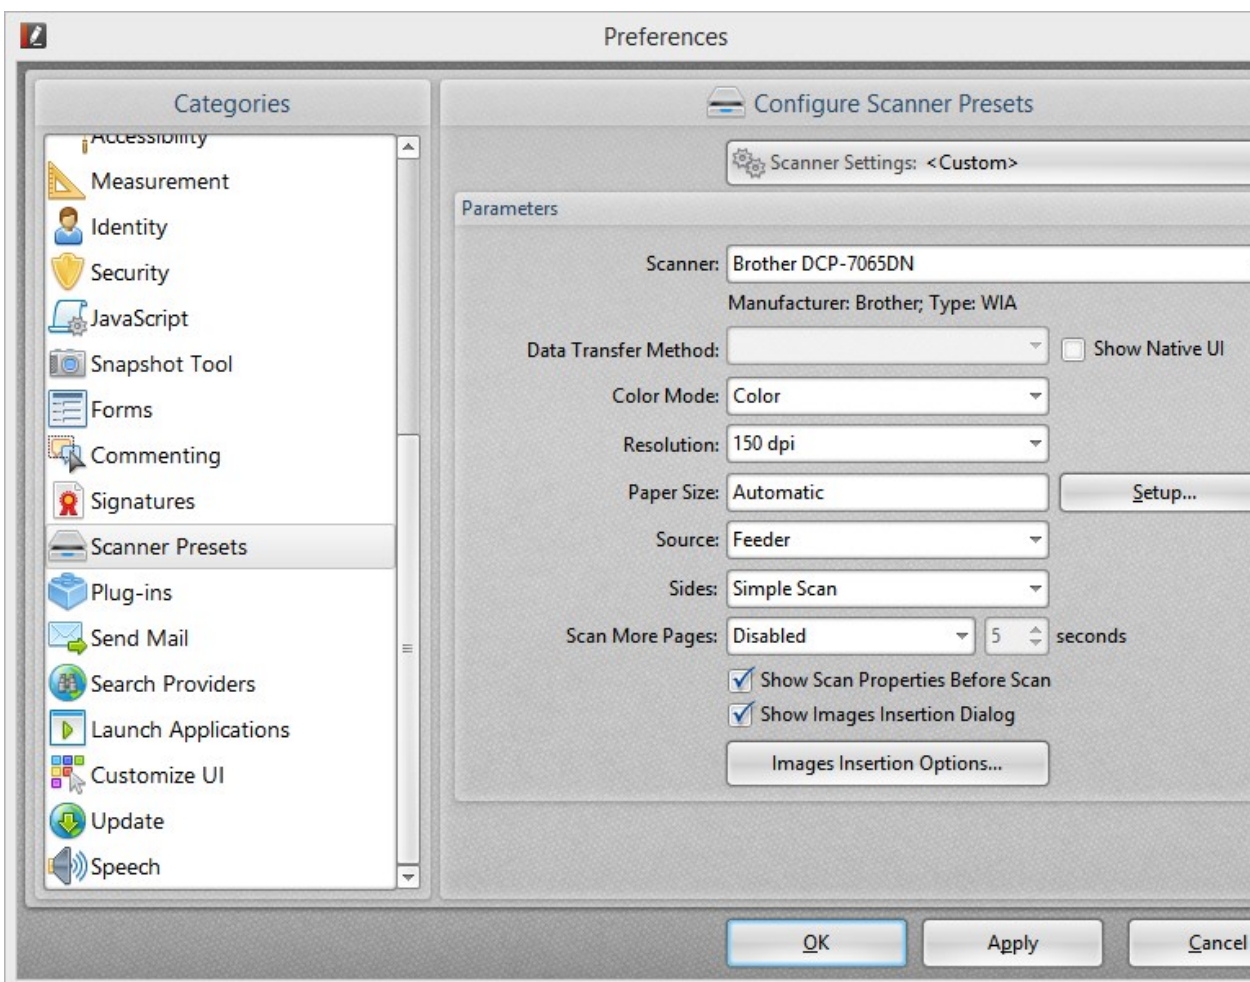 Preferences
Categories
Accessibility
Measurement
Identity
Security
JavaScript
Snapshot Tool
Forms
Commenting
Signatures
Scanner Presets
Plug-ins
Send Mail
Search Providers
Launch Applications
Customize UI
Update
Speech
Configure Scanner Presets
Scanner Settings: <Custom>
Parameters
Scanner: Brother DCP-7065DN
Manufacturer: Brother; Type: WIA
Data Transfer Method: Show Native UI
Color Mode: Color
Resolution: 150 dpi
Paper Size: Automatic Setup...
Source: Feeder
Sides: Simple Scan
Scan More Pages: Disabled 5 seconds
Show Scan Properties Before Scan
Show Images Insertion Dialog
Images Insertion Options...
OK Apply Cancel